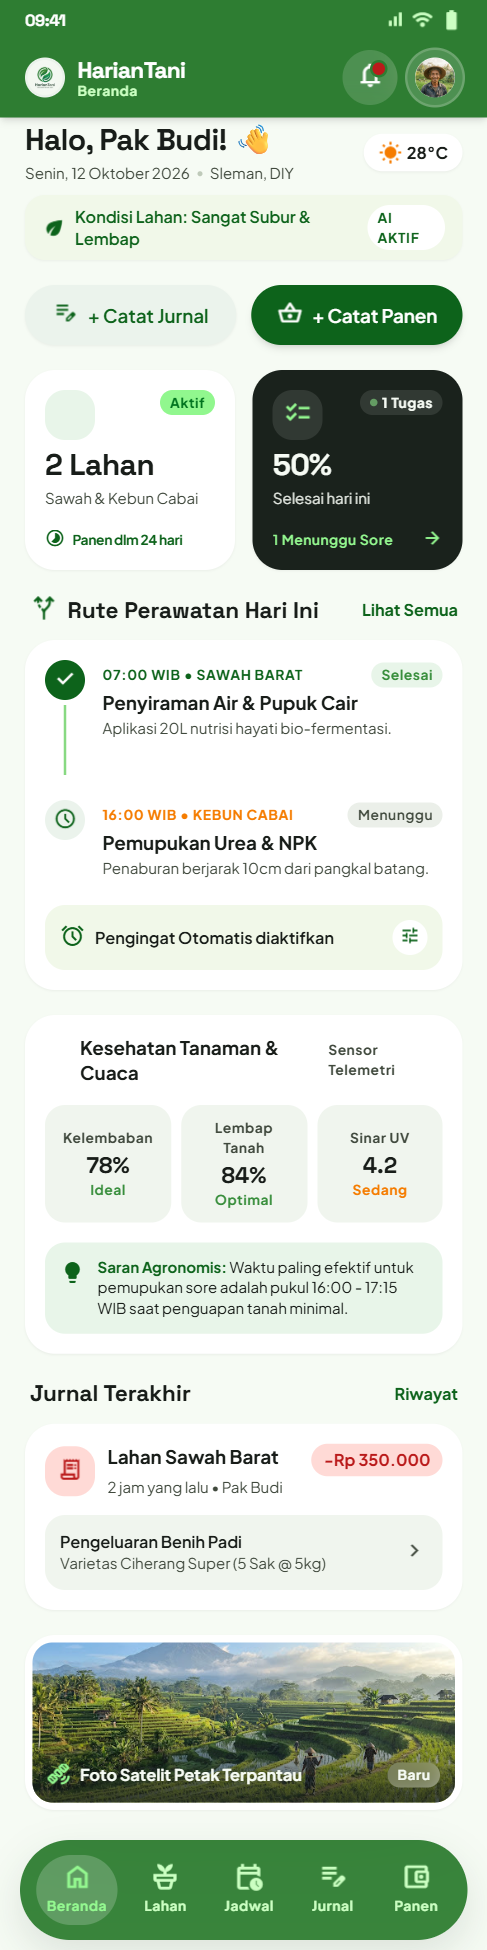 09:41
HarianTani
Beranda
Halo, Pak Budi! 👋
Senin, 12 Oktober 2026 • Sleman, DIY
28°C
Kondisi Lahan: Sangat Subur &
Lembap
AI
AKTIF
+ Catat Jurnal
+ Catat Panen
Aktif
2 Lahan
Sawah & Kebun Cabai
Panen dlm 24 hari
1 Tugas
50%
Selesai hari ini
1 Menunggu Sore
Rute Perawatan Hari Ini
Lihat Semua
07:00 WIB • SAWAH BARAT
Selesai
Penyiraman Air & Pupuk Cair
Aplikasi 20L nutrisi hayati bio-fermentasi.
16:00 WIB • KEBUN CABAI
Menunggu
Pemupukan Urea & NPK
Penaburan berjarak 10cm dari pangkal batang.
Pengingat Otomatis diaktifkan
Kesehatan Tanaman &
Cuaca
Sensor
Telemetri
Kelembaban
78%
Ideal
Lembap
Tanah
84%
Optimal
Sinar UV
4.2
Sedang
Saran Agronomis: Waktu paling efektif untuk
pemupukan sore adalah pukul 16:00 - 17:15
WIB saat penguapan tanah minimal.
Jurnal Terakhir
Riwayat
Lahan Sawah Barat
2 jam yang lalu • Pak Budi
-Rp 350.000
Pengeluaran Benih Padi
Varietas Ciherang Super (5 Sak @ 5kg)
Foto Satelit Petak Terpantau
Baru
Beranda
Lahan
Jadwal
Jurnal
Panen